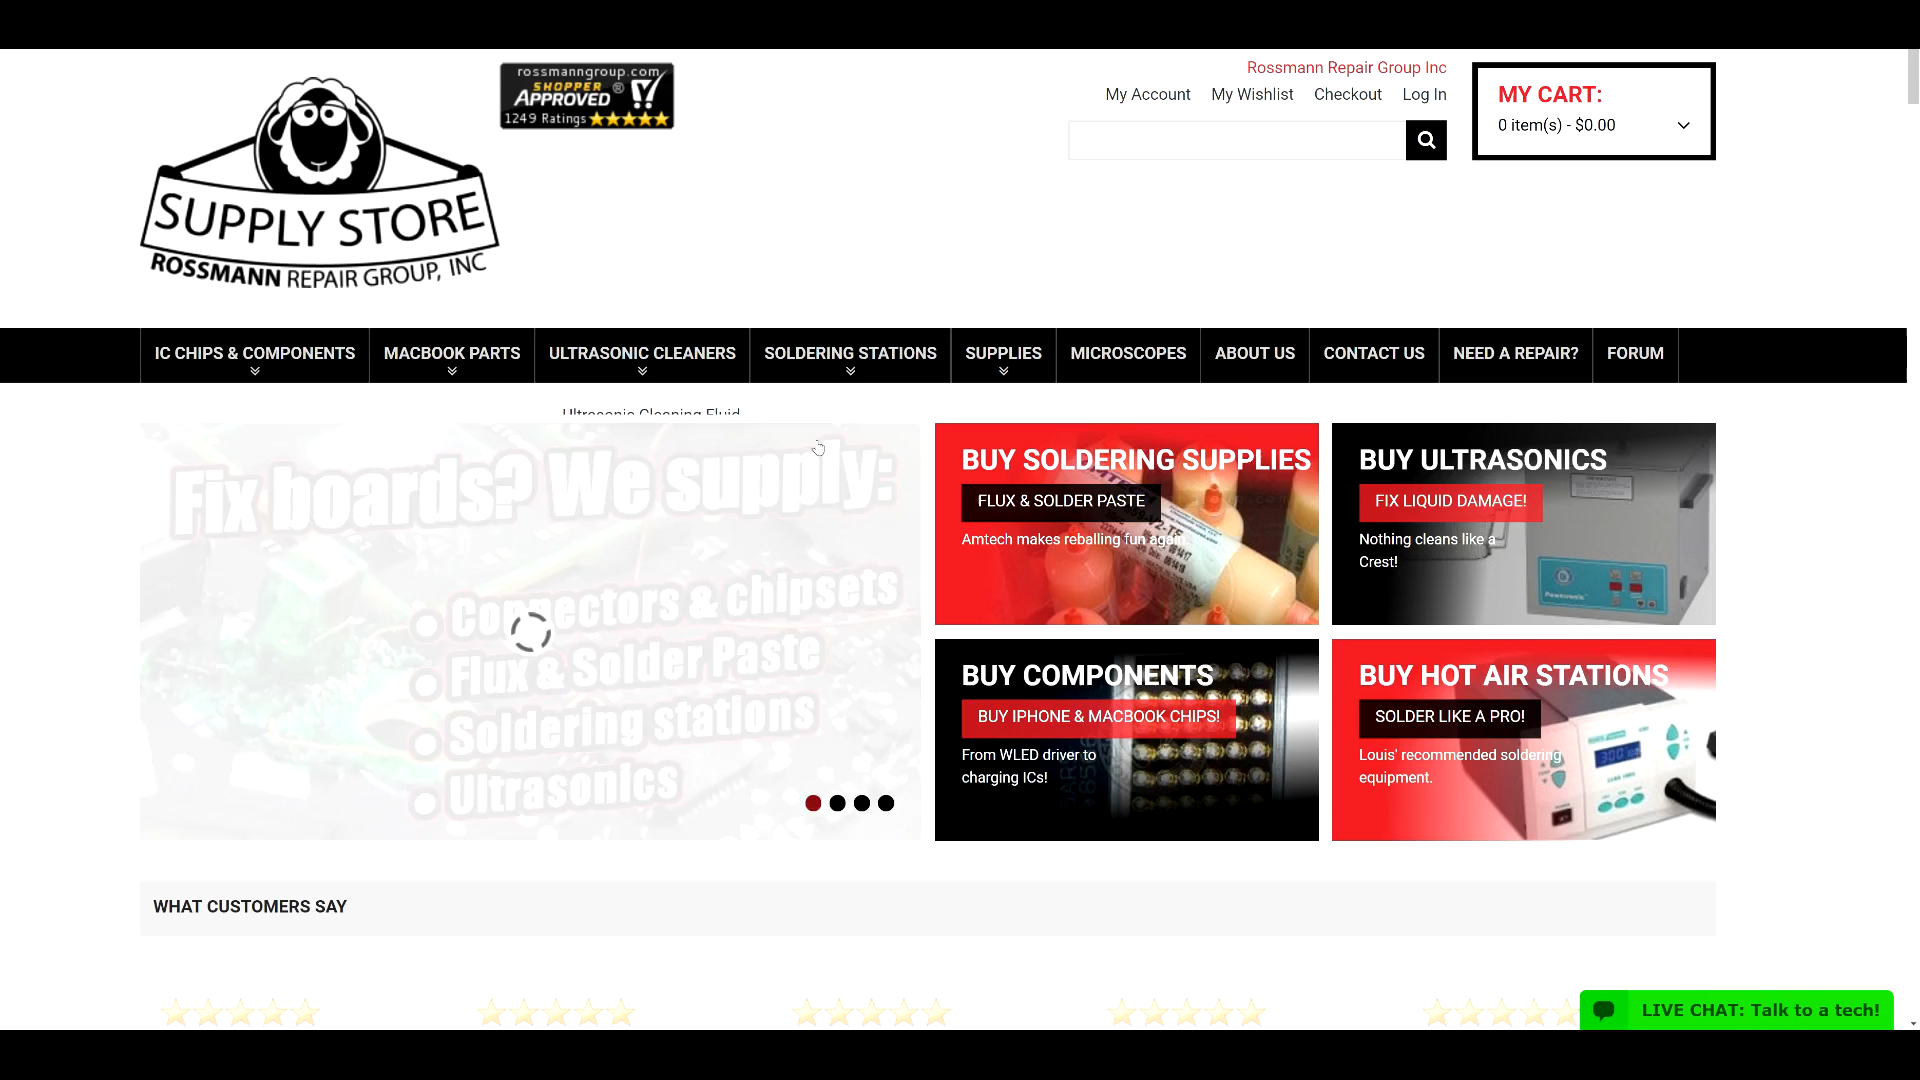 rossmanngroup.com
SHOPPER
APPROVED ®
1249 Ratings
SUPPLY STORE
ROSSMANN REPAIR GROUP, INC
Rossmann Repair Group Inc
My Account My Wishlist Checkout Log In
MY CART:
0 item(s) - $0.00
IC CHIPS & COMPONENTS MACBOOK PARTS ULTRASONIC CLEANERS SOLDERING STATIONS SUPPLIES MICROSCOPES ABOUT US CONTACT US NEED A REPAIR? FORUM
Ultrasonic Cleaning Fluid
Fix boards? We supply:
Connectors & chipsets
Flux & Solder Paste
Soldering stations
Ultrasonics
BUY SOLDERING SUPPLIES
FLUX & SOLDER PASTE
Amtech makes reballing fun again.
BUY ULTRASONICS
FIX LIQUID DAMAGE!
Nothing cleans like a
Crest!
Powersonic
BUY COMPONENTS
BUY IPHONE & MACBOOK CHIPS!
From WLED driver to
charging ICs!
BUY HOT AIR STATIONS
SOLDER LIKE A PRO!
Louis' recommended soldering
equipment.
WHAT CUSTOMERS SAY
LIVE CHAT: Talk to a tech!